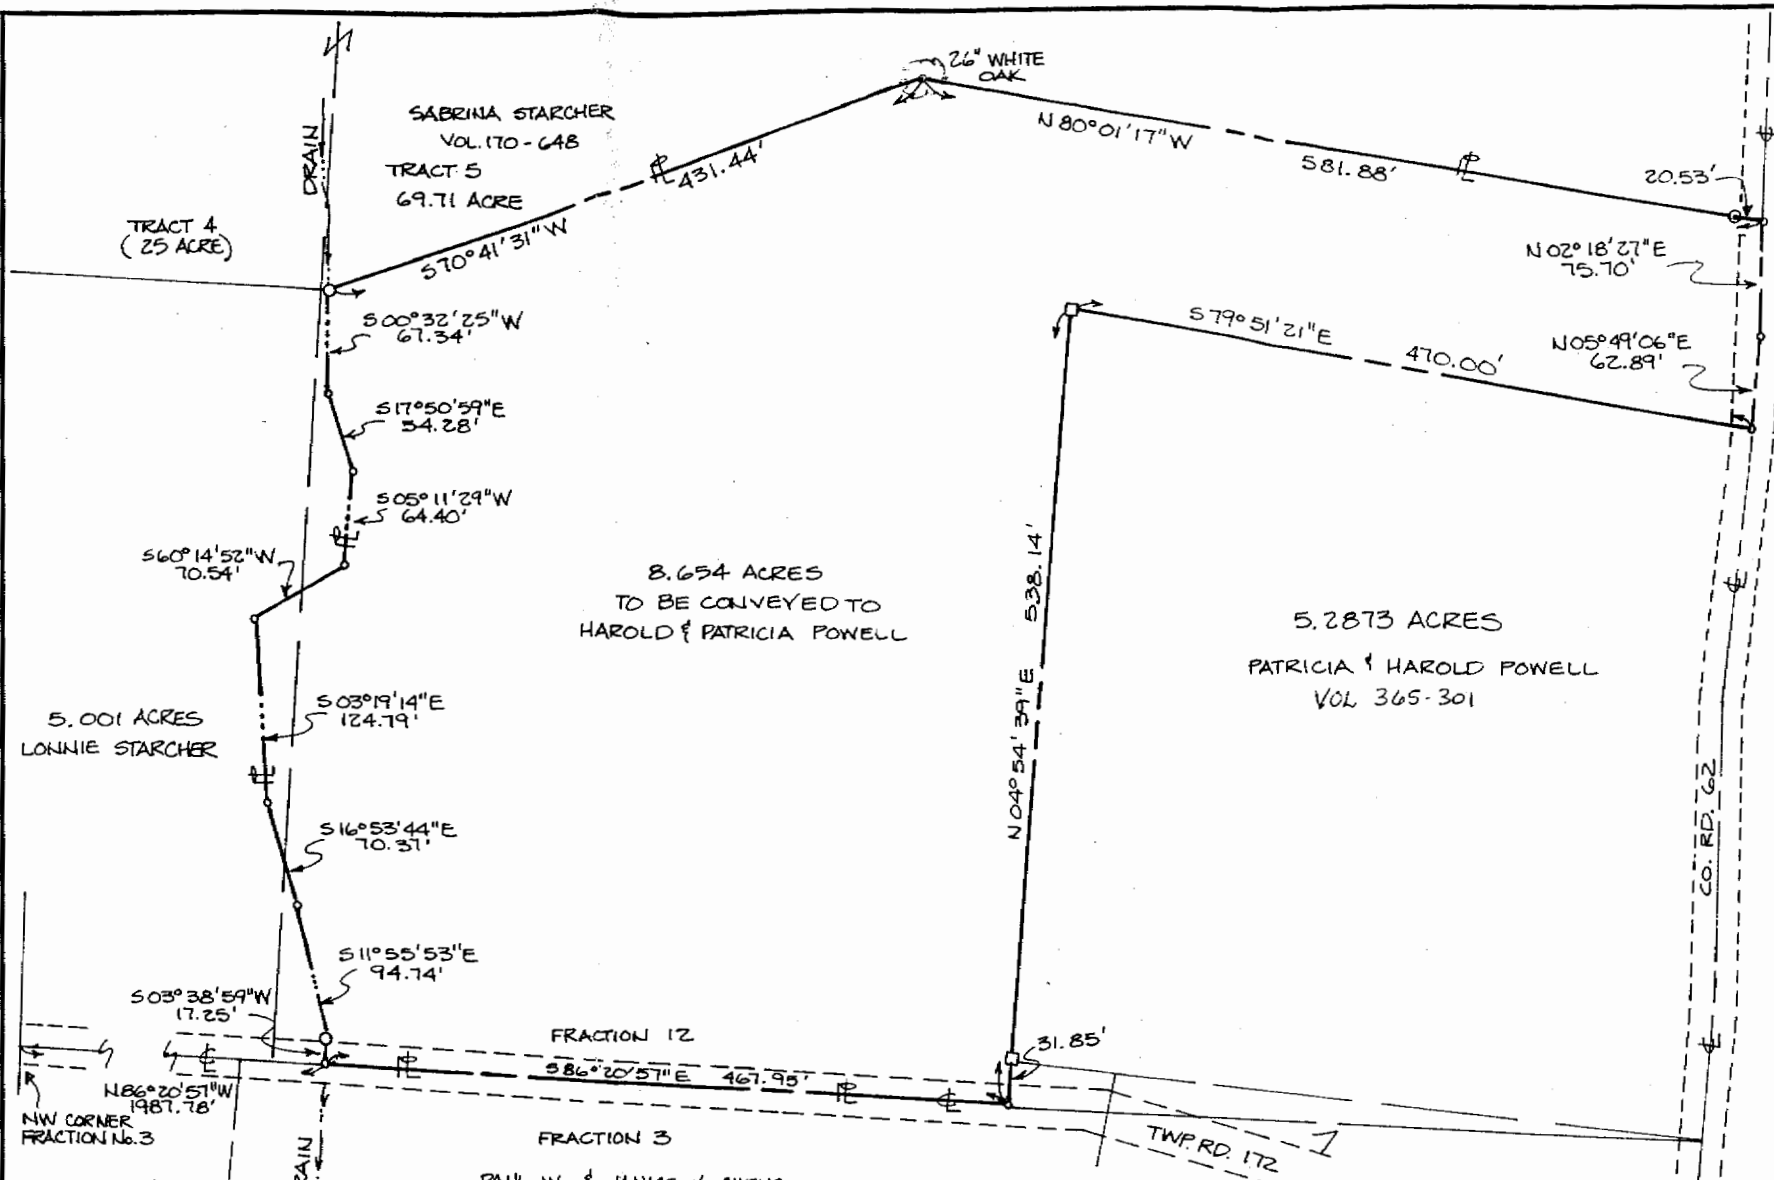 26" WHITE
OAK
SABRINA STARCHER
VOL. 170-648
TRACT 5
69.71 ACRE
DRAIN
TRACT 4
(25 ACRE)
S70°41'31"W
431.44'
N80°01'17"W
581.88'
20.53'
N02°18'27"E
75.70'
N05°49'06"E
62.89'
S79°51'21"E
470.00'
S00°32'25"W
67.34'
S17°50'59"E
54.28'
S05°11'29"W
64.40'
S60°14'52"W
70.54'
8.654 ACRES
TO BE CONVEYED TO
HAROLD & PATRICIA POWELL
N04°54'39"E 538.14'
5.2873 ACRES
PATRICIA & HAROLD POWELL
VOL 365-301
S03°19'14"E
124.79'
5.001 ACRES
LONNIE STARCHER
S16°53'44"E
70.37'
S11°55'53"E
94.74'
S03°38'59"W
17.25'
CO. RD. 62
FRACTION 12
31.85'
S86°20'57"E 467.95'
N86°20'57"W
1987.78'
NW CORNER
FRACTION No. 3
FRACTION 3
TWP. RD. 172